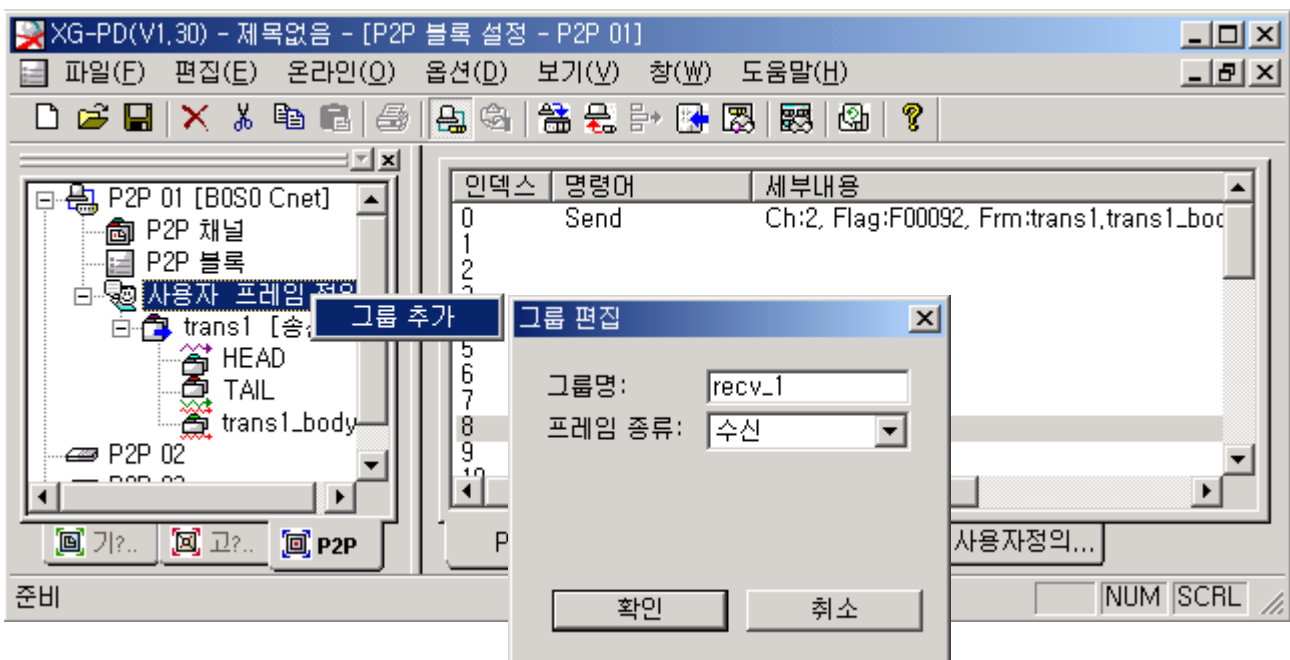 XG-PD(V1,30) - 제목없음 - [P2P 블록 설정 - P2P 01]
파일(F) 편집(E) 온라인(O) 옵션(D) 보기(V) 창(W) 도움말(H)
P2P 01 [B0S0 Cnet]
P2P 채널
P2P 블록
사용자 프레임
trans1
HEAD
TAIL
trans1_body
P2P 02
그룹 추가
인덱스 명령어 세부내용
0 Send Ch:2, Flag:F00092, Frm:trans1,trans1_boc
1
2
5
6
7
8
9
그룹 편집
그룹명: recv_1
프레임 종류: 수신
확인 취소
기?.. 고?.. P2P
P 사용자정의...
준비 NUM SCRL